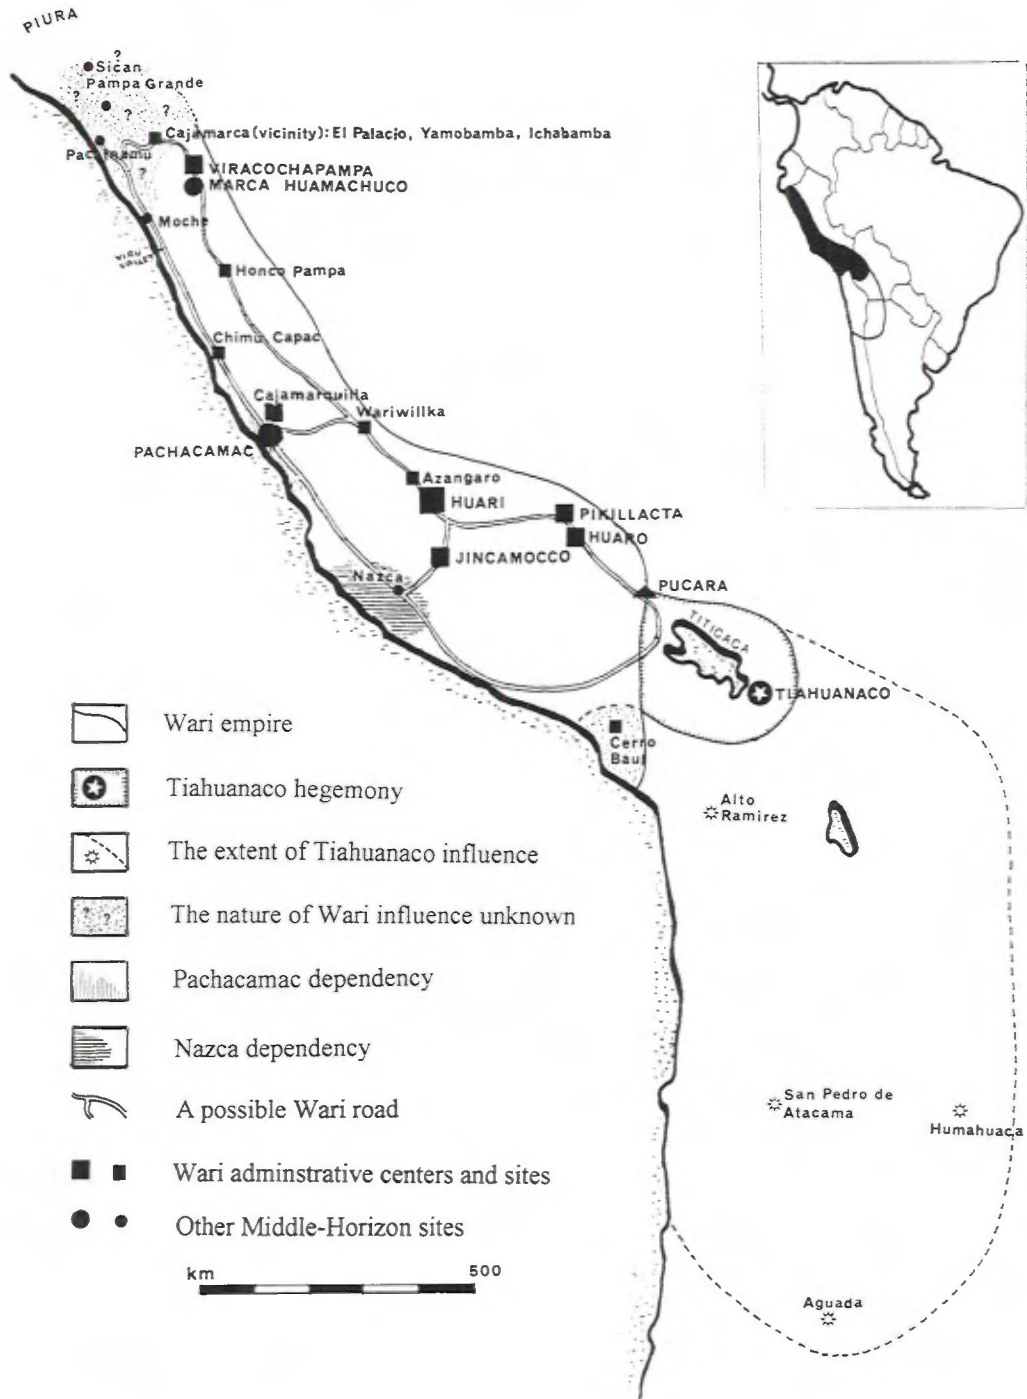 PIURA
?
Sican
Pampa Grande
?
?
?
Cajamarca (vicinity): El Palacio, Yamobamba, Ichabamba
Pacatnamu
VIRACOCHAPAMPA
MARCA HUAMACHUCO
?
Moche
VIRU
VALLEY
Honco Pampa
Chimu Capac
Cajamarquilla
Wariwillka
PACHACAMAC
Azangaro
HUARI
PIKILLACTA
HUARO
JINCAMOCCO
Nazca
PUCARA
TITICACA
TIAHUANACO
Cerro
Baul
Alto
Ramirez
San Pedro de
Atacama
Humahuaca
Aguada
Wari empire
Tiahuanaco hegemony
The extent of Tiahuanaco influence
? ?
The nature of Wari influence unknown
Pachacamac dependency
Nazca dependency
A possible Wari road
Wari adminstrative centers and sites
Other Middle-Horizon sites
km 500